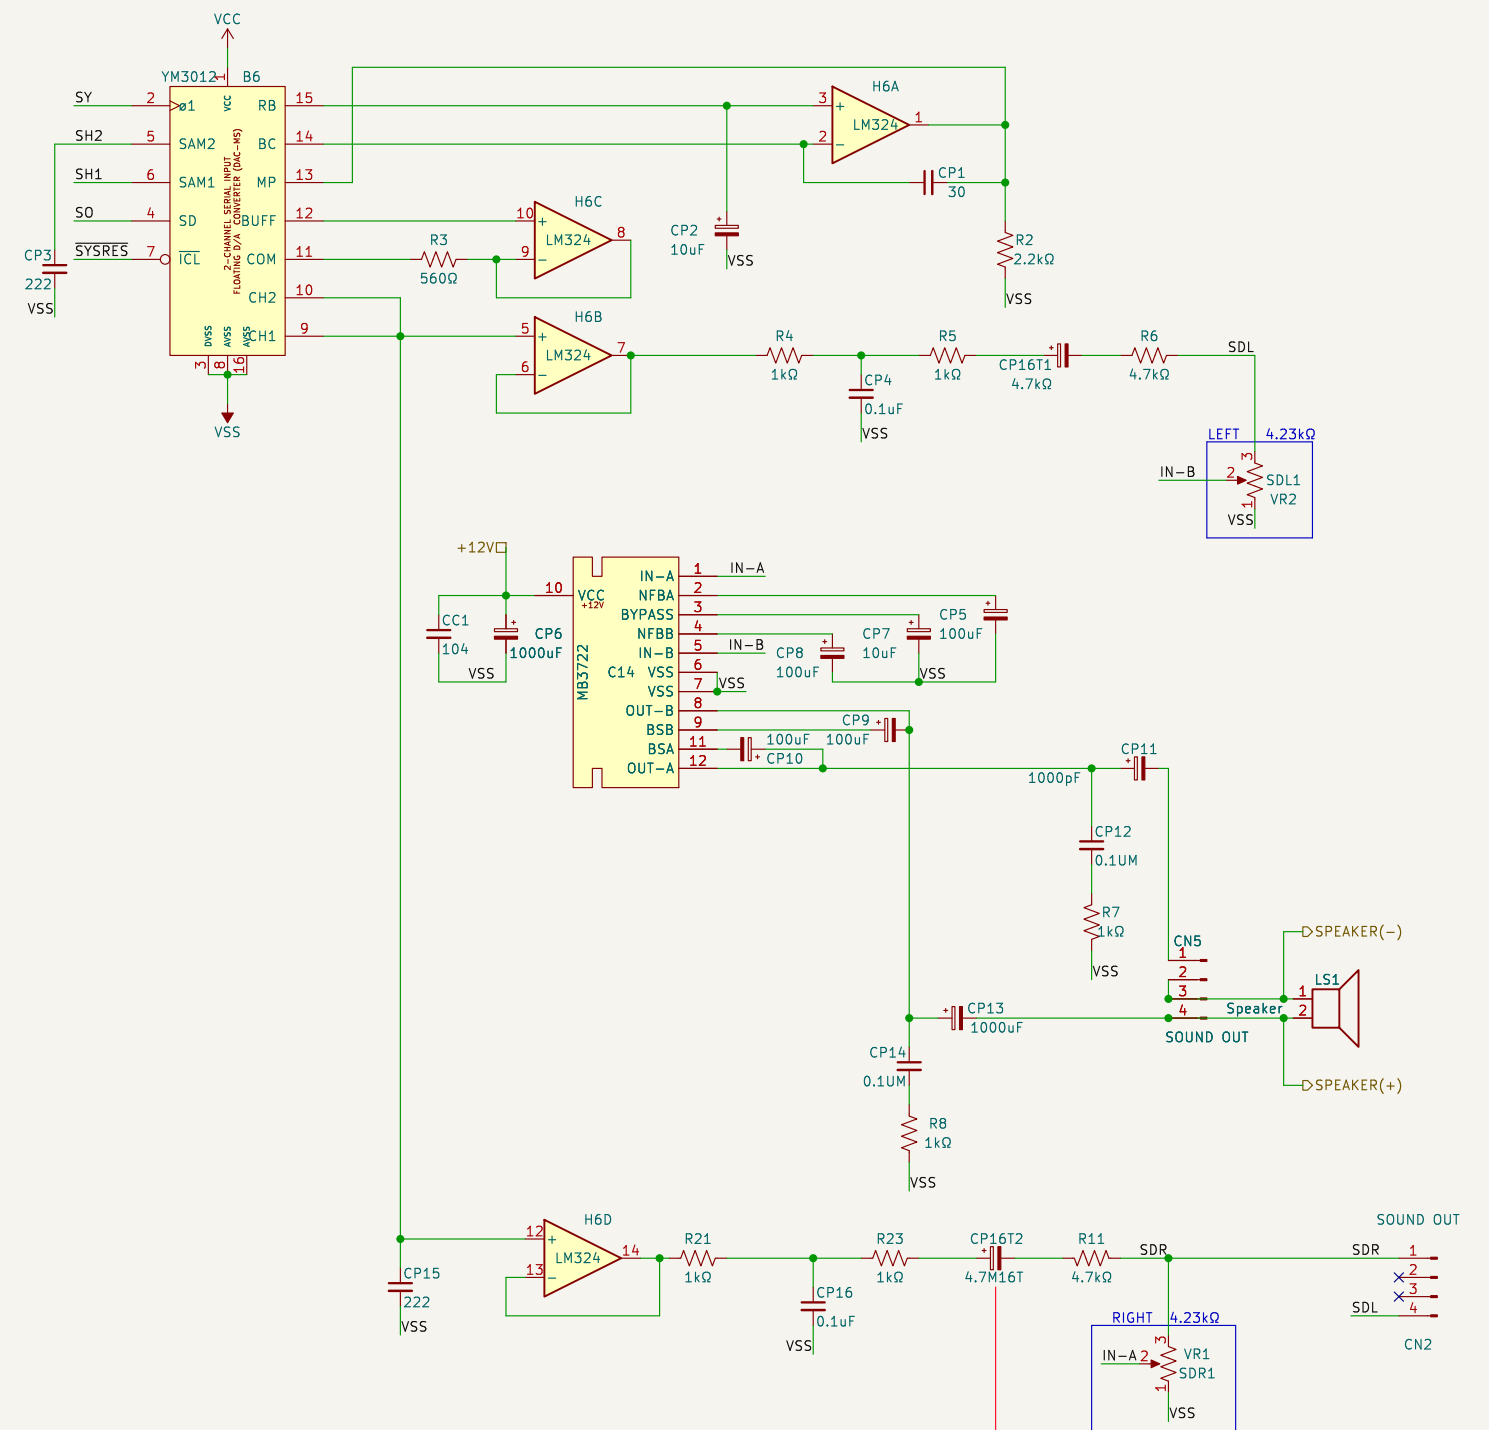 VCC
YM3012
B6
1
VCC
SY
2
ø1
SH2
5
SAM2
SH1
6
SAM1
SO
4
SD
SYSRES
7
ICL
2-CHANNEL SERIAL INPUT
FLOATING D/A CONVERTER (DAC-MS)
RB
15
BC
14
MP
13
BUFF
12
COM
11
CH2
10
CH1
9
DVSS
AVSS
AVSS
3
8
16
VSS
CP3
222
VSS
H6A
3
+
LM324
1
2
−
CP1
30
CP2
10uF
VSS
R2
2.2kΩ
VSS
H6C
10
+
LM324
8
9
−
R3
560Ω
H6B
5
+
LM324
7
6
−
R4
1kΩ
CP4
0.1uF
VSS
R5
1kΩ
CP16T1
4.7kΩ
R6
4.7kΩ
SDL
LEFT 4.23kΩ
3
IN-B
2
SDL1
VR2
1
VSS
+12V
10
VCC
+12V
CC1
104
CP6
1000uF
VSS
MB3722
C14
IN-A
1
IN-A
NFBA
2
BYPASS
3
NFBB
4
IN-B
5
IN-B
VSS
6
VSS
7
VSS
OUT-B
8
BSB
9
BSA
11
OUT-A
12
CP8
100uF
CP7
10uF
CP5
100uF
VSS
CP9
100uF
100uF
CP10
CP11
1000pF
CP12
0.1UM
R7
1kΩ
VSS
CN5
1
2
3
4
SOUND OUT
SPEAKER(-)
LS1
1
2
Speaker
SPEAKER(+)
CP13
1000uF
CP14
0.1UM
R8
1kΩ
VSS
H6D
12
+
LM324
14
13
−
CP15
222
VSS
R21
1kΩ
CP16
0.1uF
VSS
R23
1kΩ
CP16T2
4.7M16T
R11
4.7kΩ
SDR
SOUND OUT
SDR
1
2
3
SDL
4
CN2
RIGHT 4.23kΩ
3
IN-A
2
VR1
SDR1
1
VSS